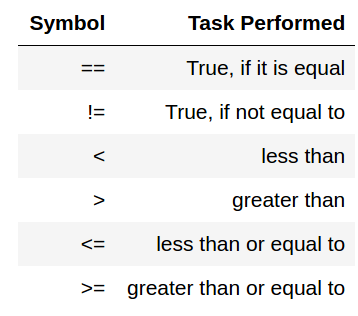 Symbol Task Performed
== True, if it is equal
!= True, if not equal to
< less than
> greater than
<= less than or equal to
>= greater than or equal to